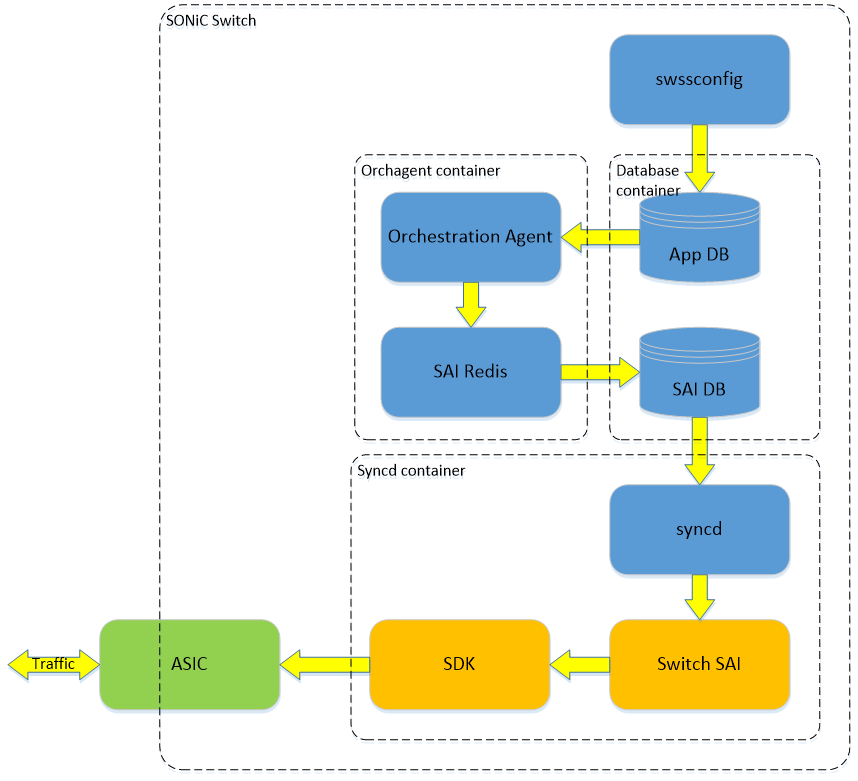 SONiC Switch
swssconfig
Orchagent container
Database
container
Orchestration Agent
App DB
SAI Redis
SAI DB
Syncd container
syncd
Traffic
ASIC
SDK
Switch SAI